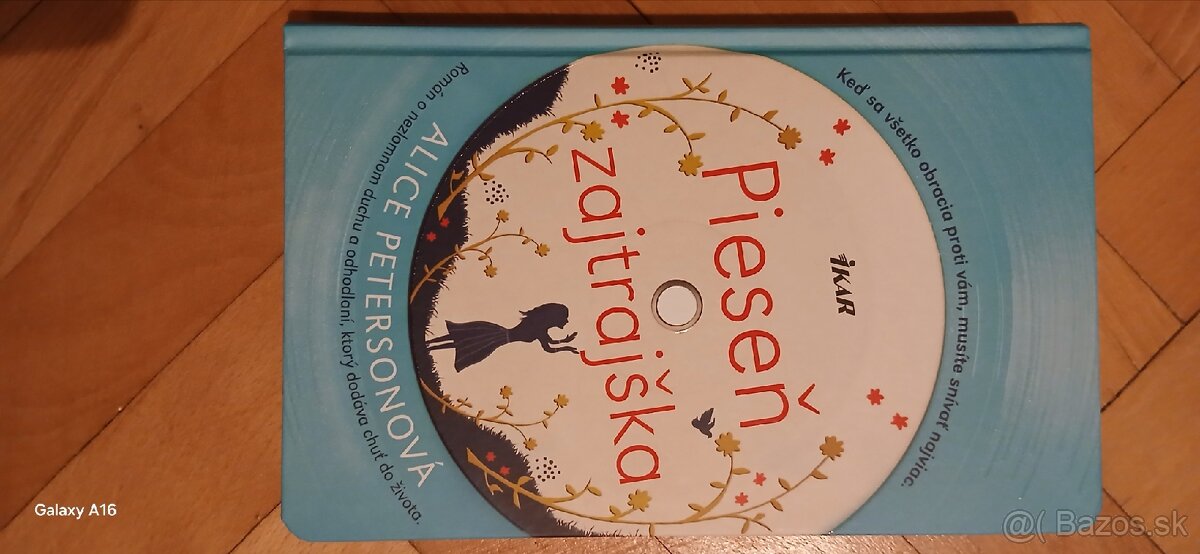 Keď sa všetko obracia proti vám, musíte snívať najviac.
IKAR
Pieseň
zajtrajška
ALICE PETERSONOVÁ
Román o nezlomnom duchu a odhodlaní, ktorý dodáva chuť do života.
Galaxy A16
@( Bazos.sk